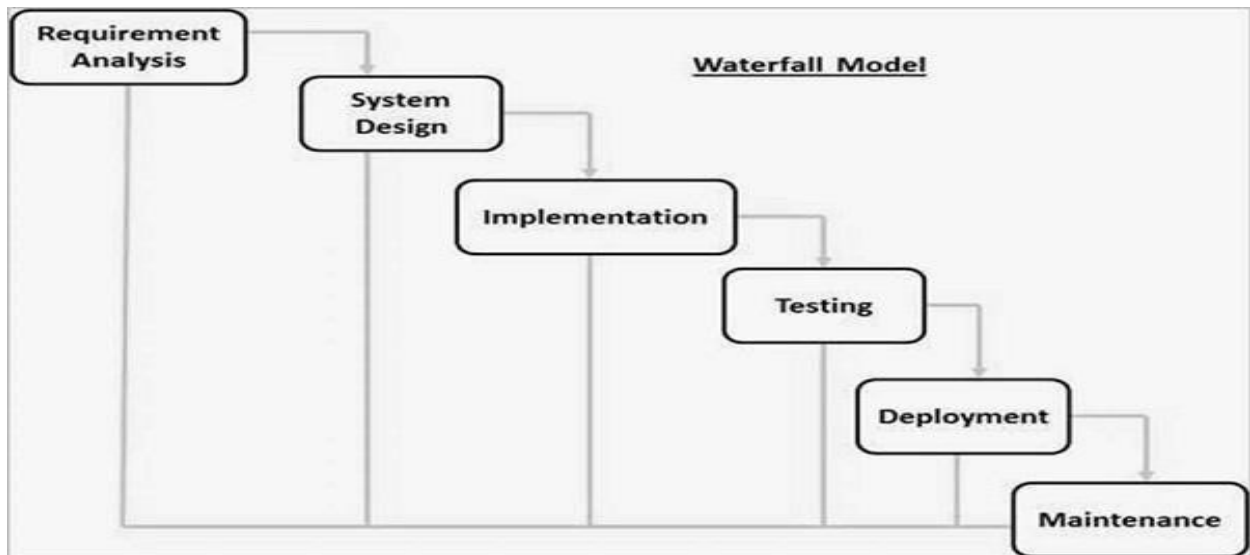 Requirement
Analysis
Waterfall Model
System
Design
Implementation
Testing
Deployment
Maintenance